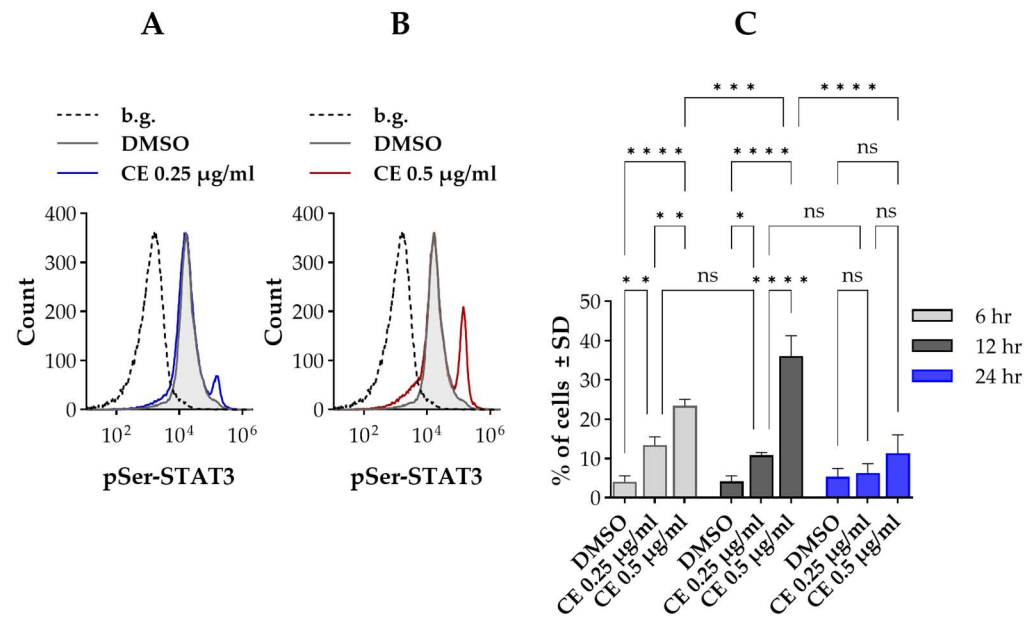 A
B
C
b.g.
DMSO
CE 0.25 µg/ml
b.g.
DMSO
CE 0.5 µg/ml
400
300
200
100
0
Count
10²
10⁴
10⁶
pSer-STAT3
400
300
200
100
0
Count
10²
10⁴
10⁶
pSer-STAT3
* * *
* * * *
* * * *
* * * *
ns
* *
*
ns
ns
* *
ns
* * * *
ns
50
40
30
20
10
0
% of cells ± SD
6 hr
12 hr
24 hr
DMSO
CE 0.25 µg/ml
CE 0.5 µg/ml
DMSO
CE 0.25 µg/ml
CE 0.5 µg/ml
DMSO
CE 0.25 µg/ml
CE 0.5 µg/ml